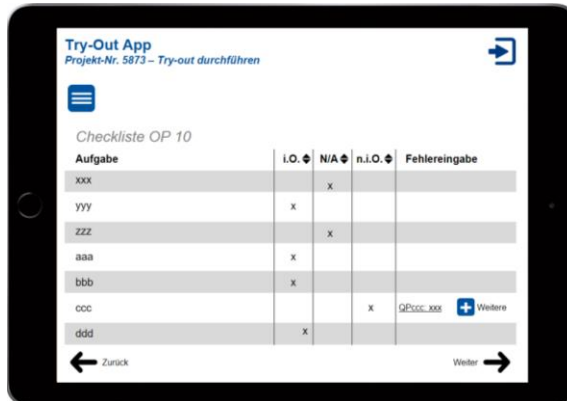 Try-Out App
Projekt-Nr. 5873 – Try-out durchführen
Checkliste OP 10
Aufgabe i.O. N/A n.i.O. Fehlereingabe
xxx x
yyy x
zzz x
aaa x
bbb x
ccc x QPccc: xxx Weitere
ddd x
Zurück Weiter